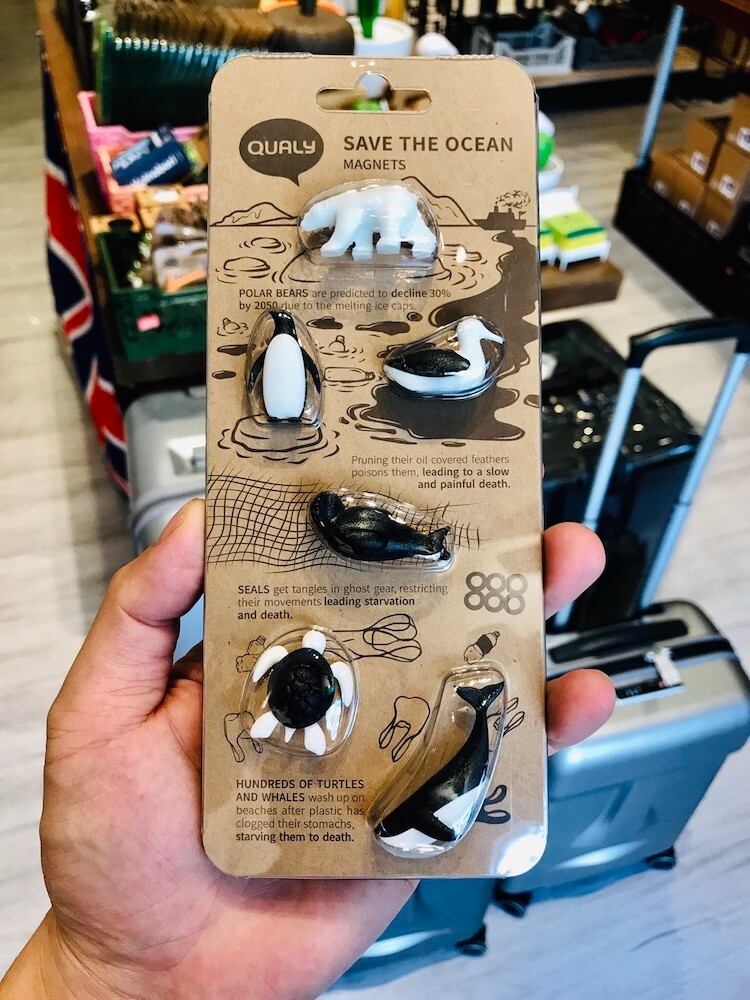 QUALY
SAVE THE OCEAN
MAGNETS
POLAR BEARS are predicted to decline 30%
by 2050 due to the melting ice caps.
Pruning their oil covered feathers
poisons them, leading to a slow
and painful death.
SEALS get tangles in ghost gear, restricting
their movements leading starvation
and death.
HUNDREDS OF TURTLES
AND WHALES wash up on
beaches after plastic has
clogged their stomachs,
starving them to death.